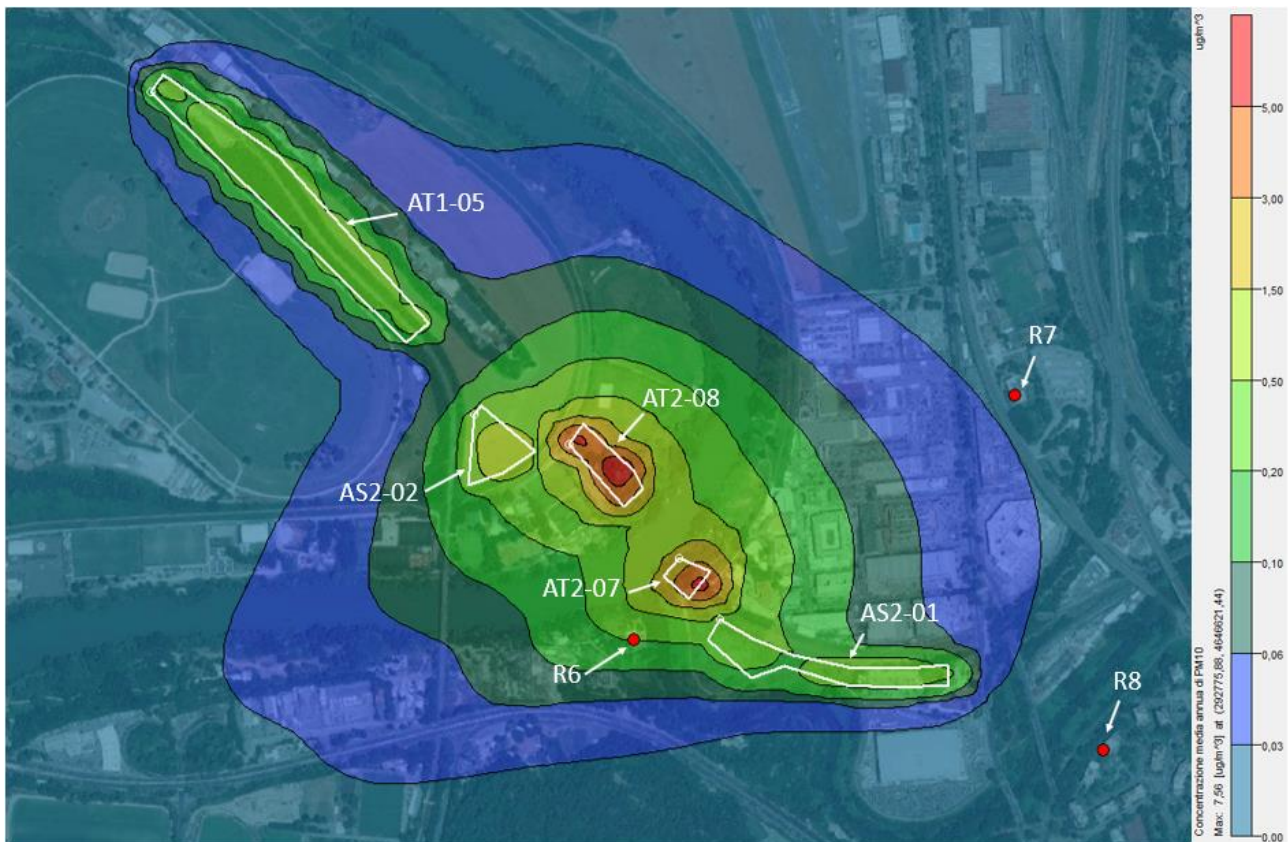 AT1-05
R7
AT2-08
AS2-02
AT2-07
AS2-01
R6
R8
Concentrazione media annua di PM10
ug/m^3
Max: 7,56 [ug/m^3] at (292775,88, 4646621,44)
5,00
3,00
1,50
0,50
0,20
0,10
0,06
0,03
0,00